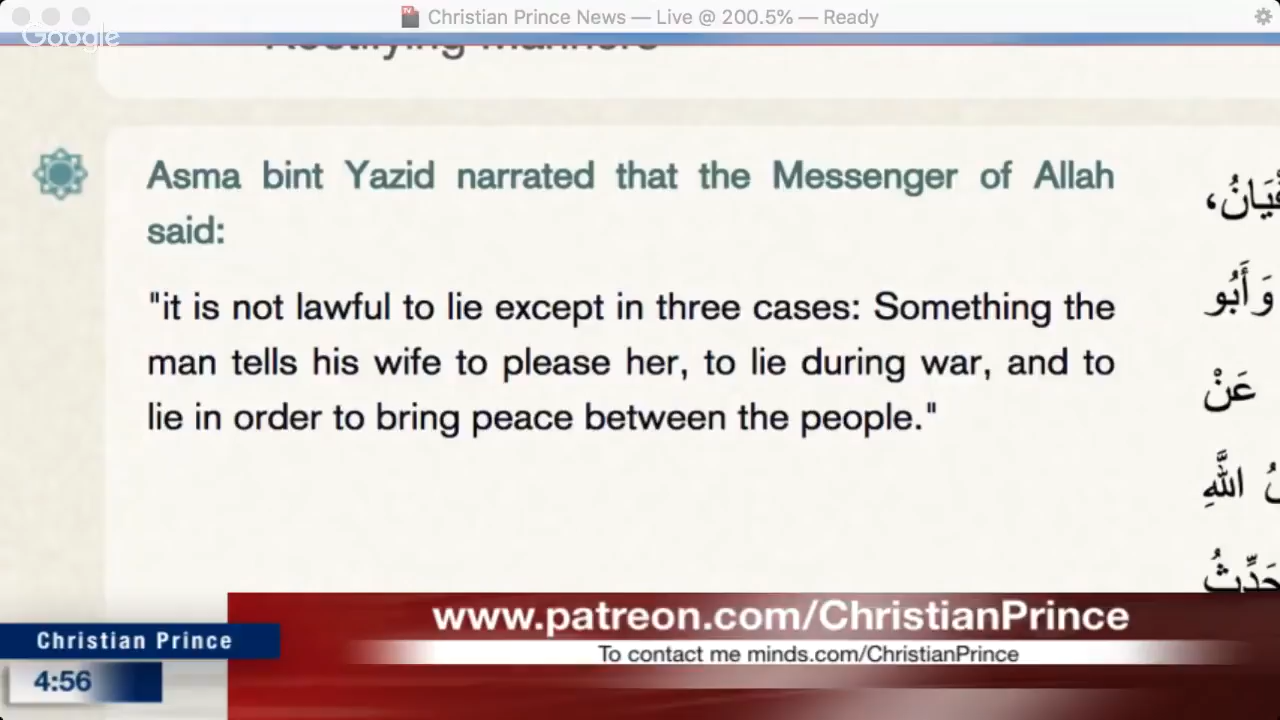 Christian Prince News — Live @ 200.5% — Ready
Google
Rectifying Manners
Asma bint Yazid narrated that the Messenger of Allah
said:
"it is not lawful to lie except in three cases: Something the
man tells his wife to please her, to lie during war, and to
lie in order to bring peace between the people."
وَأَبُو
عَنْ
اللَّهِ
www.patreon.com/ChristianPrince
To contact me minds.com/ChristianPrince
Christian Prince
4:56